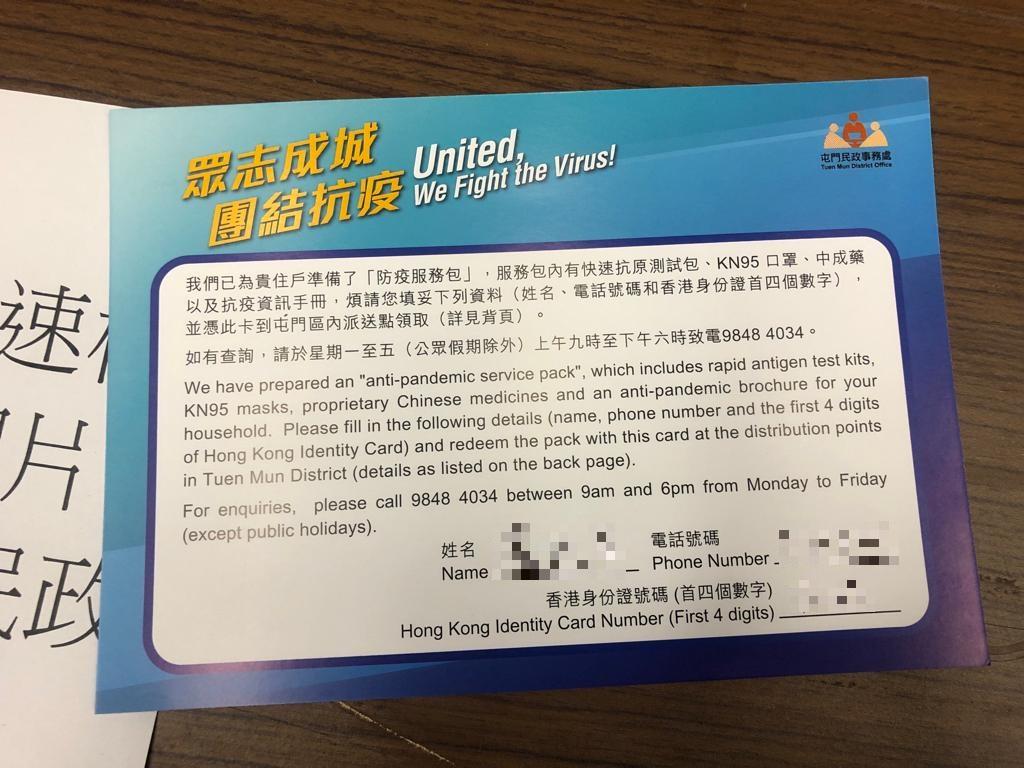 眾志成城
團結抗疫
United,
We Fight the Virus!
屯門民政事務處
Tuen Mun District Office
我們已為貴住戶準備了「防疫服務包」，服務包內有快速抗原測試包、KN95 口罩、中成藥
以及抗疫資訊手冊，煩請您填妥下列資料（姓名、電話號碼和香港身份證首四個數字），
並憑此卡到屯門區內派送點領取（詳見背頁）。
如有查詢，請於星期一至五（公眾假期除外）上午九時至下午六時致電9848 4034。
We have prepared an "anti-pandemic service pack", which includes rapid antigen test kits,
KN95 masks, proprietary Chinese medicines and an anti-pandemic brochure for your
household. Please fill in the following details (name, phone number and the first 4 digits
of Hong Kong Identity Card) and redeem the pack with this card at the distribution points
in Tuen Mun District (details as listed on the back page).
For enquiries, please call 9848 4034 between 9am and 6pm from Monday to Friday
(except public holidays).
姓名 電話號碼
Name Phone Number
香港身份證號碼 (首四個數字)
Hong Kong Identity Card Number (First 4 digits)
速
片
政